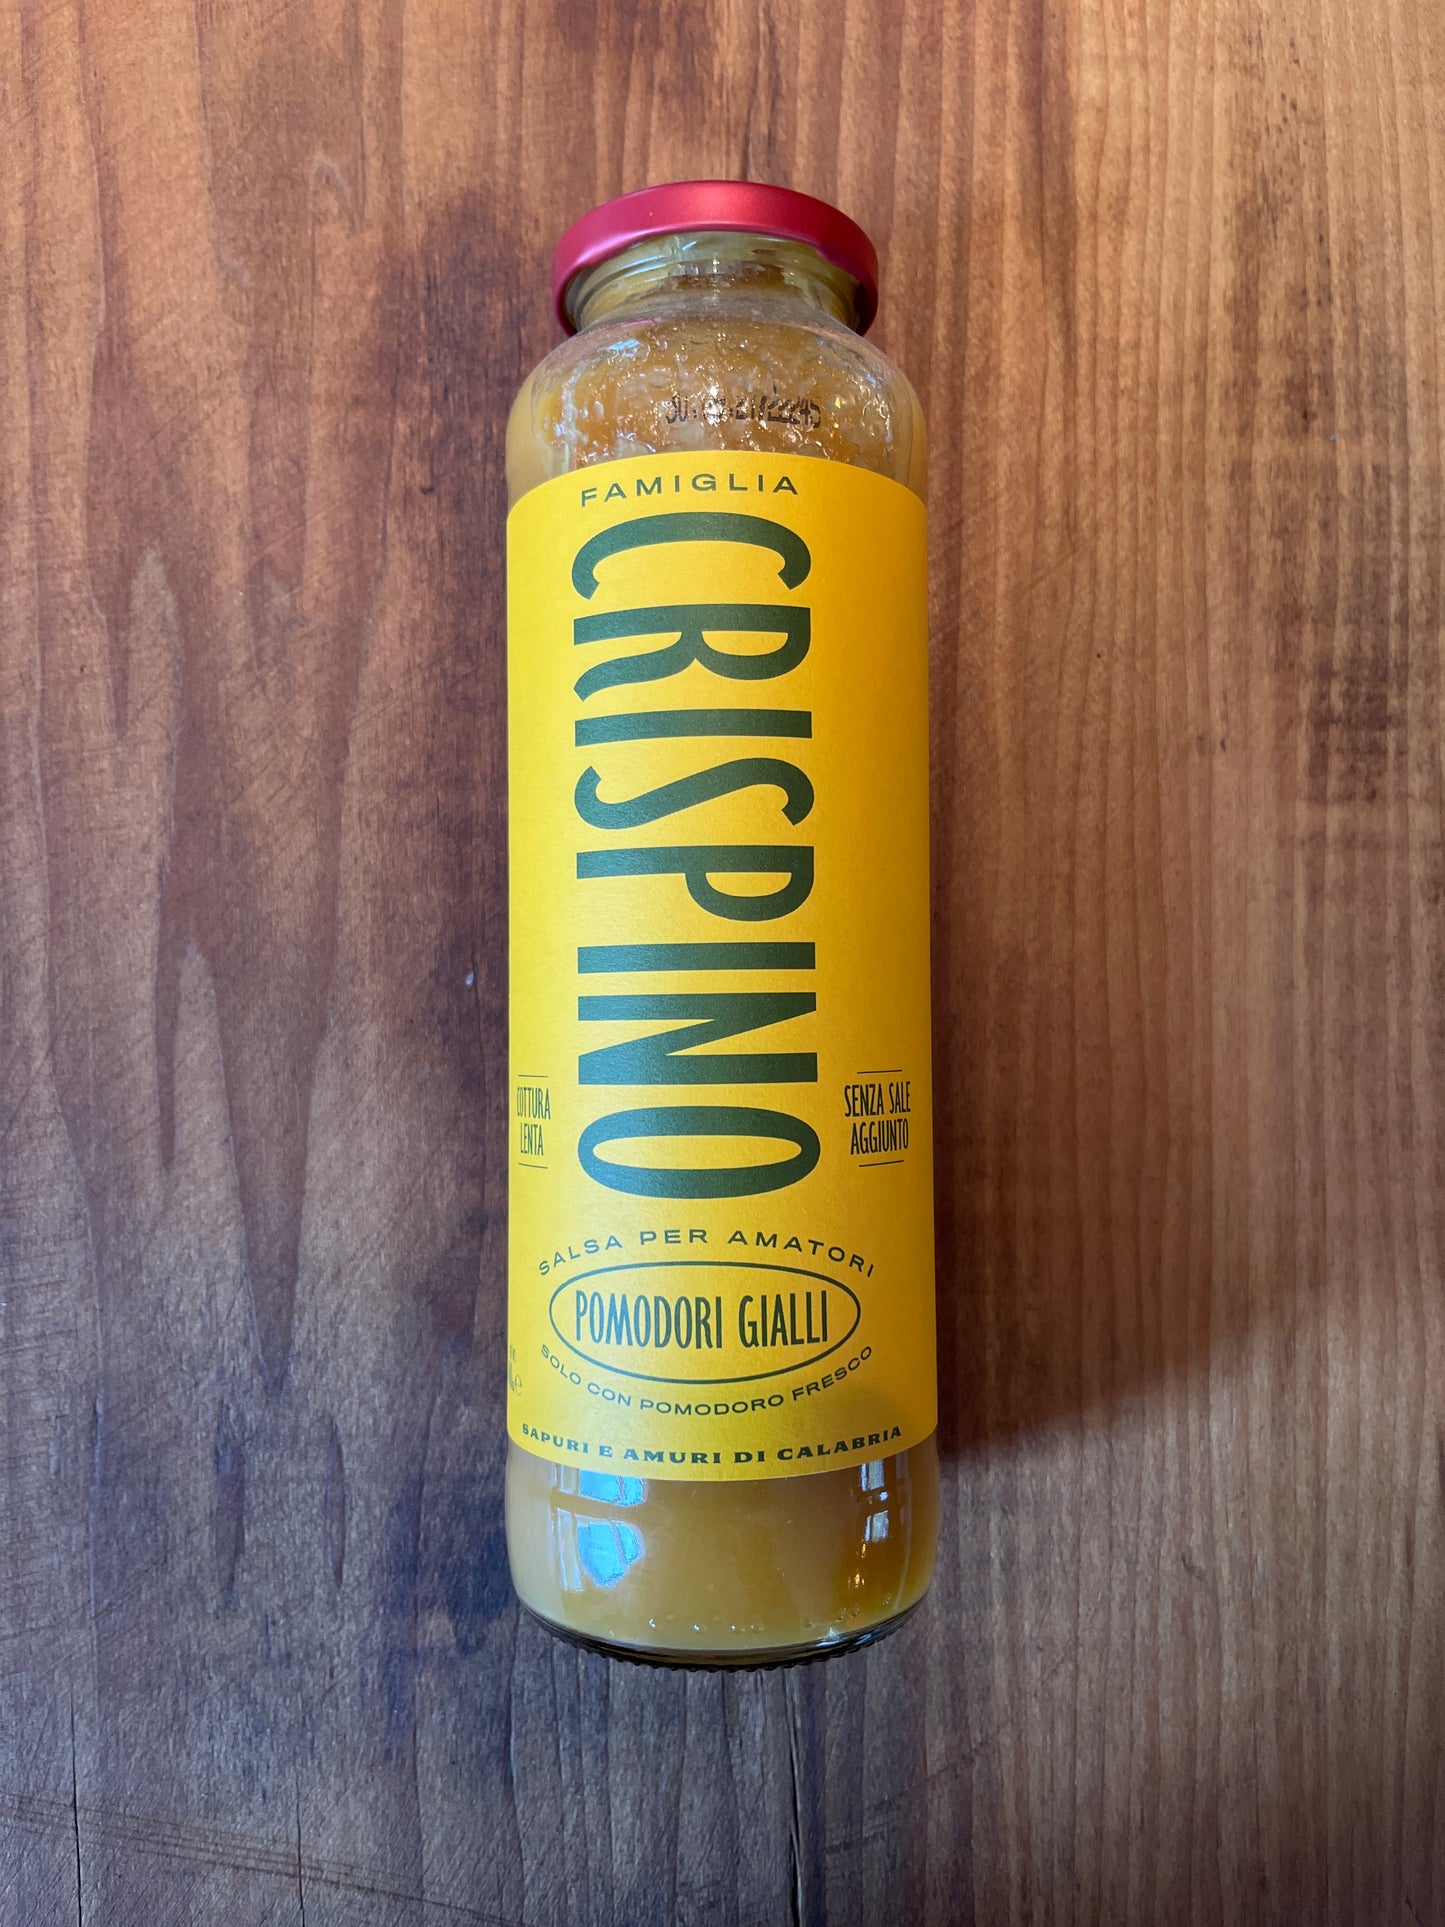 FAMIGLIA
CRISPINO
COTTURA
LENTA
SENZA SALE
AGGIUNTO
SALSA PER AMATORI
POMODORI GIALLI
SOLO CON POMODORO FRESCO
SAPURI E AMURI DI CALABRIA